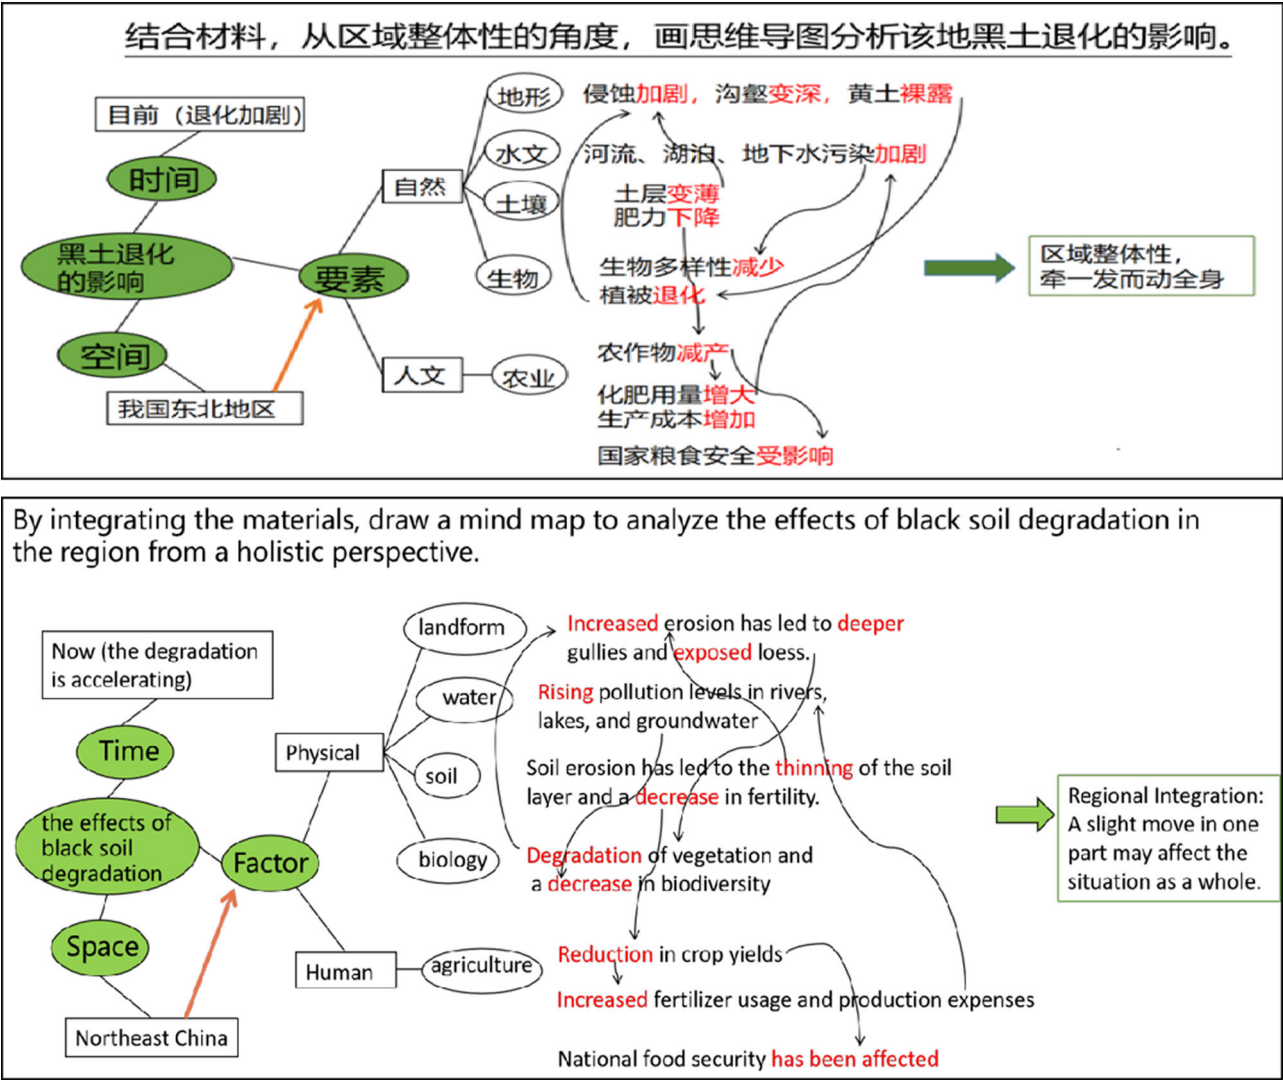 结合材料，从区域整体性的角度，画思维导图分析该地黑土退化的影响。
目前（退化加剧）
时间
黑土退化
的影响
空间
我国东北地区
要素
自然
人文
地形
水文
土壤
生物
农业
侵蚀加剧，沟壑变深，黄土裸露
河流、湖泊、地下水污染加剧
土层变薄
肥力下降
生物多样性减少
植被退化
农作物减产
化肥用量增大
生产成本增加
国家粮食安全受影响
区域整体性，
牵一发而动全身
By integrating the materials, draw a mind map to analyze the effects of black soil degradation in
the region from a holistic perspective.
Now (the degradation
is accelerating)
Time
the effects of
black soil
degradation
Space
Northeast China
Factor
Physical
Human
landform
water
soil
biology
agriculture
Increased erosion has led to deeper
gullies and exposed loess.
Rising pollution levels in rivers,
lakes, and groundwater
Soil erosion has led to the thinning of the soil
layer and a decrease in fertility.
Degradation of vegetation and
a decrease in biodiversity
Reduction in crop yields
Increased fertilizer usage and production expenses
National food security has been affected
Regional Integration:
A slight move in one
part may affect the
situation as a whole.